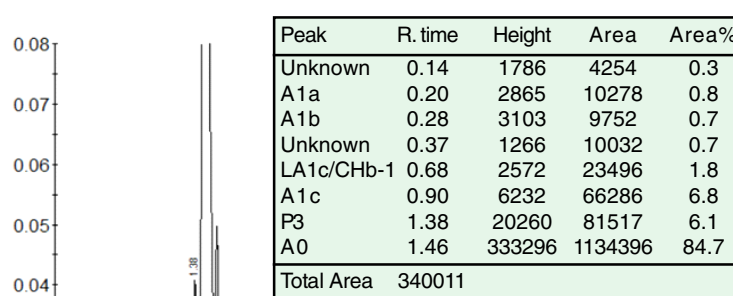 0.08
0.07
0.06
0.05
0.04
1.38
Peak R. time Height Area Area%
Unknown 0.14 1786 4254 0.3
A1a 0.20 2865 10278 0.8
A1b 0.28 3103 9752 0.7
Unknown 0.37 1266 10032 0.7
LA1c/CHb-1 0.68 2572 23496 1.8
A1c 0.90 6232 66286 6.8
P3 1.38 20260 81517 6.1
A0 1.46 333296 1134396 84.7
Total Area 340011